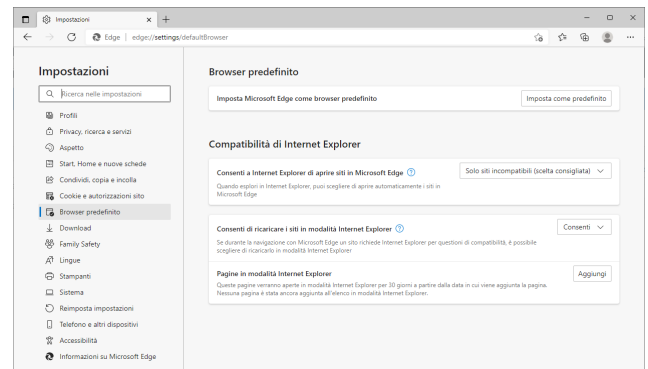 Impostazioni
Edge | edge://settings/defaultBrowser
Impostazioni
Ricerca nelle impostazioni
Profili
Privacy, ricerca e servizi
Aspetto
Start, Home e nuove schede
Condividi, copia e incolla
Cookie e autorizzazioni sito
Browser predefinito
Download
Family Safety
Lingue
Stampanti
Sistema
Reimposta impostazioni
Telefono e altri dispositivi
Accessibilità
Informazioni su Microsoft Edge
Browser predefinito
Imposta Microsoft Edge come browser predefinito
Imposta come predefinito
Compatibilità di Internet Explorer
Consenti a Internet Explorer di aprire siti in Microsoft Edge
Solo siti incompatibili (scelta consigliata)
Quando esplori in Internet Explorer, puoi scegliere di aprire automaticamente i siti in
Microsoft Edge
Consenti di ricaricare i siti in modalità Internet Explorer
Consenti
Se durante la navigazione con Microsoft Edge un sito richiede Internet Explorer per questioni di compatibilità, è possibile
scegliere di ricaricarlo in modalità Internet Explorer
Pagine in modalità Internet Explorer
Aggiungi
Queste pagine verranno aperte in modalità Internet Explorer per 30 giorni a partire dalla data in cui viene aggiunta la pagina.
Nessuna pagina è stata ancora aggiunta all'elenco in modalità Internet Explorer.